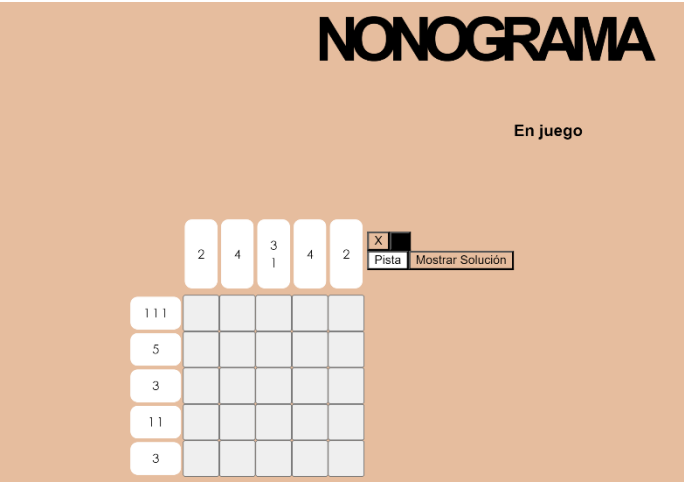 NONOGRAMA
En juego
2 4 3 4 2
1
X
Pista Mostrar Solución
1 1 1
5
3
1 1
3